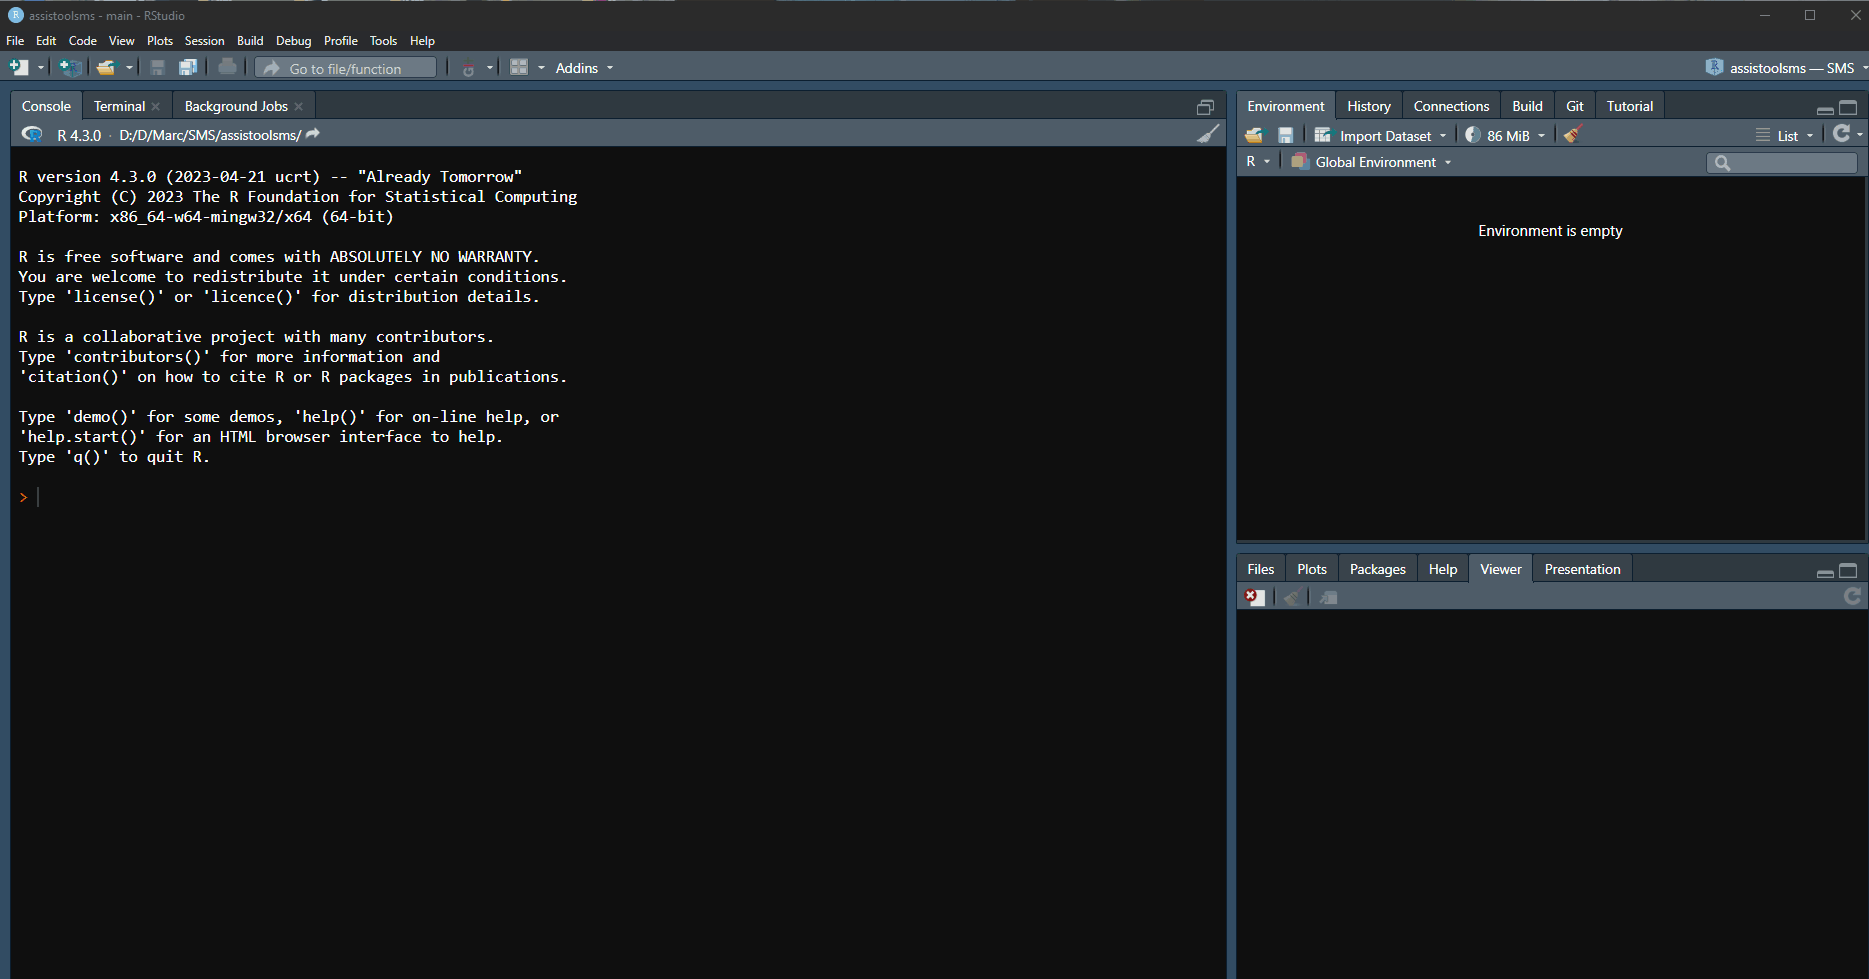 assistoolsms - main - RStudio
File Edit Code View Plots Session Build Debug Profile Tools Help
Go to file/function Addins assistoolsms — SMS
Console Terminal Background Jobs
R 4.3.0 · D:/D/Marc/SMS/assistoolsms/
R version 4.3.0 (2023-04-21 ucrt) -- "Already Tomorrow"
Copyright (C) 2023 The R Foundation for Statistical Computing
Platform: x86_64-w64-mingw32/x64 (64-bit)
R is free software and comes with ABSOLUTELY NO WARRANTY.
You are welcome to redistribute it under certain conditions.
Type 'license()' or 'licence()' for distribution details.
R is a collaborative project with many contributors.
Type 'contributors()' for more information and
'citation()' on how to cite R or R packages in publications.
Type 'demo()' for some demos, 'help()' for on-line help, or
'help.start()' for an HTML browser interface to help.
Type 'q()' to quit R.
>
Environment History Connections Build Git Tutorial
Import Dataset 86 MiB List
R Global Environment
Environment is empty
Files Plots Packages Help Viewer Presentation